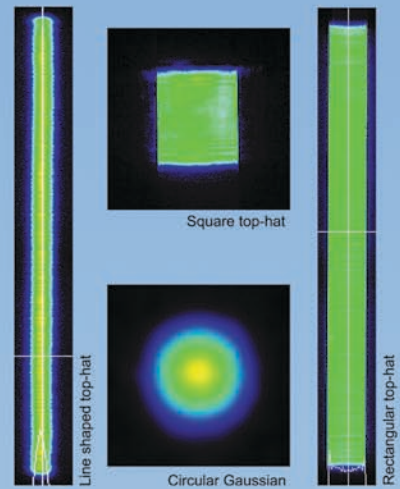 Line shaped top-hat
Square top-hat
Circular Gaussian
Rectangular top-hat